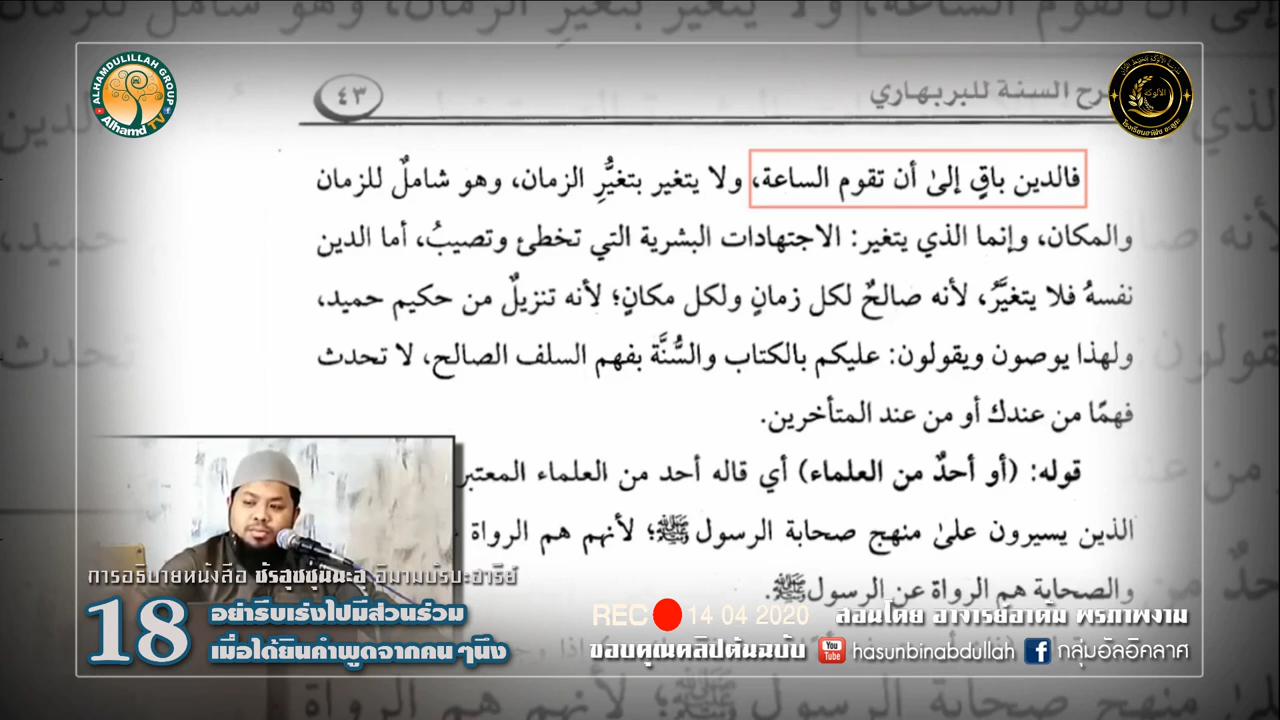 ALHAMDULILLAH GROUP
Alhamd TV
شرح السنة للبربهاري
٤٣
فالدين باقٍ إلىٰ أن تقوم الساعة، ولا يتغير بتغيُّرِ الزمان، وهو شاملٌ للزمان
والمكان، وإنما الذي يتغير: الاجتهادات البشرية التي تخطئ وتصيبُ، أما الدين
نفسهُ فلا يتغيَّرُ، لأنه صالحٌ لكل زمانٍ ولكل مكانٍ؛ لأنه تنزيلٌ من حكيم حميد،
ولهذا يوصون ويقولون: عليكم بالكتاب والسُّنَّة بفهم السلف الصالح، لا تحدث
فهمًا من عندك أو من عند المتأخرين.
قوله: (أو أحدٌ من العلماء) أي قاله أحد من العلماء المعتبر
الذين يسيرون علىٰ منهج صحابة الرسول ﷺ؛ لأنهم هم الرواة
والصحابة هم الرواة عن الرسول ﷺ.
การอธิบายหนังสือ ชัรฮุซซุนนะฮฺ อิมามบัรบะฮารีย์
18 อย่ารีบเร่งไปมีส่วนร่วม
เมื่อได้ยินคำพูดจากคนๆนึง
REC 14 04 2020 สอนโดย อาจารย์อาดัม พรภาพงาม
ขอบคุณคลิปต้นฉบับ YouTube hasunbinabdullah f กลุ่มอัลอิคลาศ